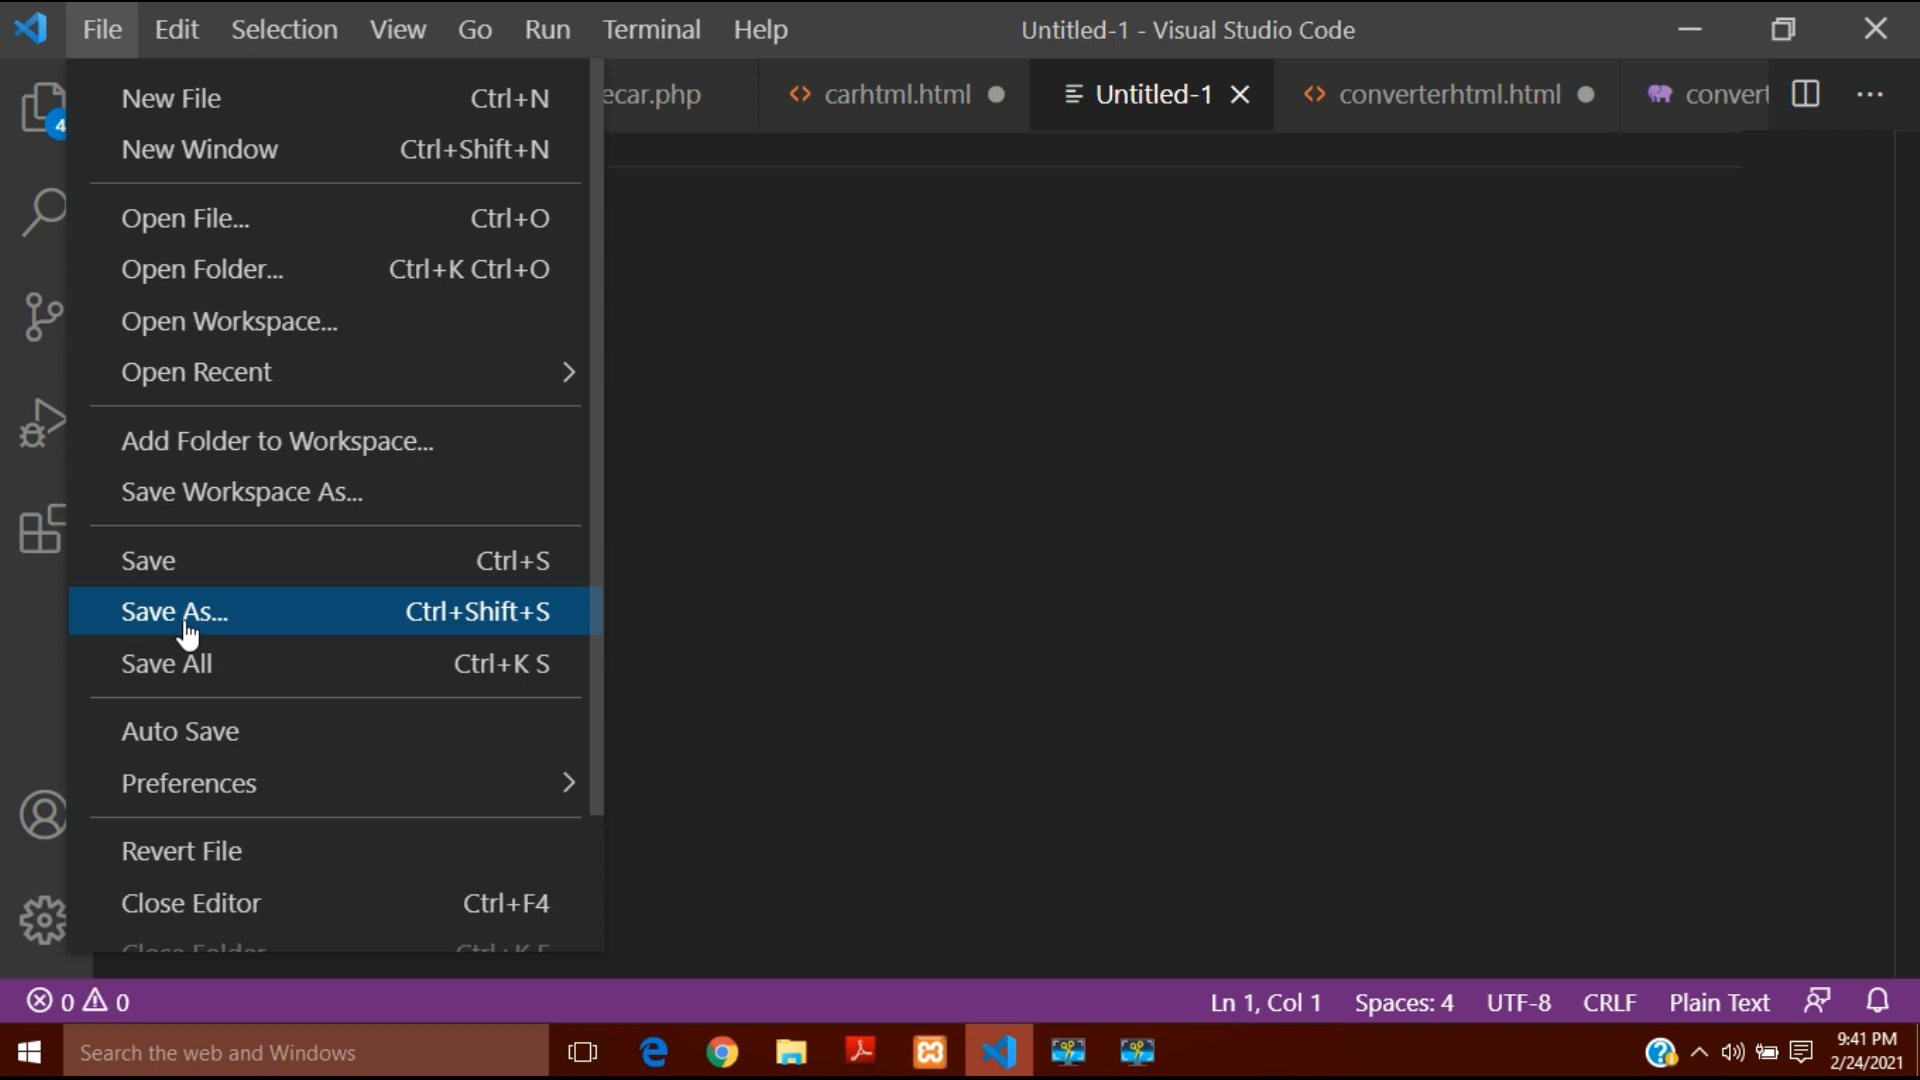 File Edit Selection View Go Run Terminal Help Untitled-1 - Visual Studio Code
ecar.php carhtml.html Untitled-1 converterhtml.html convert
4
New File Ctrl+N
New Window Ctrl+Shift+N
Open File... Ctrl+O
Open Folder... Ctrl+K Ctrl+O
Open Workspace...
Open Recent
Add Folder to Workspace...
Save Workspace As...
Save Ctrl+S
Save As... Ctrl+Shift+S
Save All Ctrl+K S
Auto Save
Preferences
Revert File
Close Editor Ctrl+F4
Close Folder Ctrl+K F
0 0 Ln 1, Col 1 Spaces: 4 UTF-8 CRLF Plain Text
Search the web and Windows
9:41 PM
2/24/2021